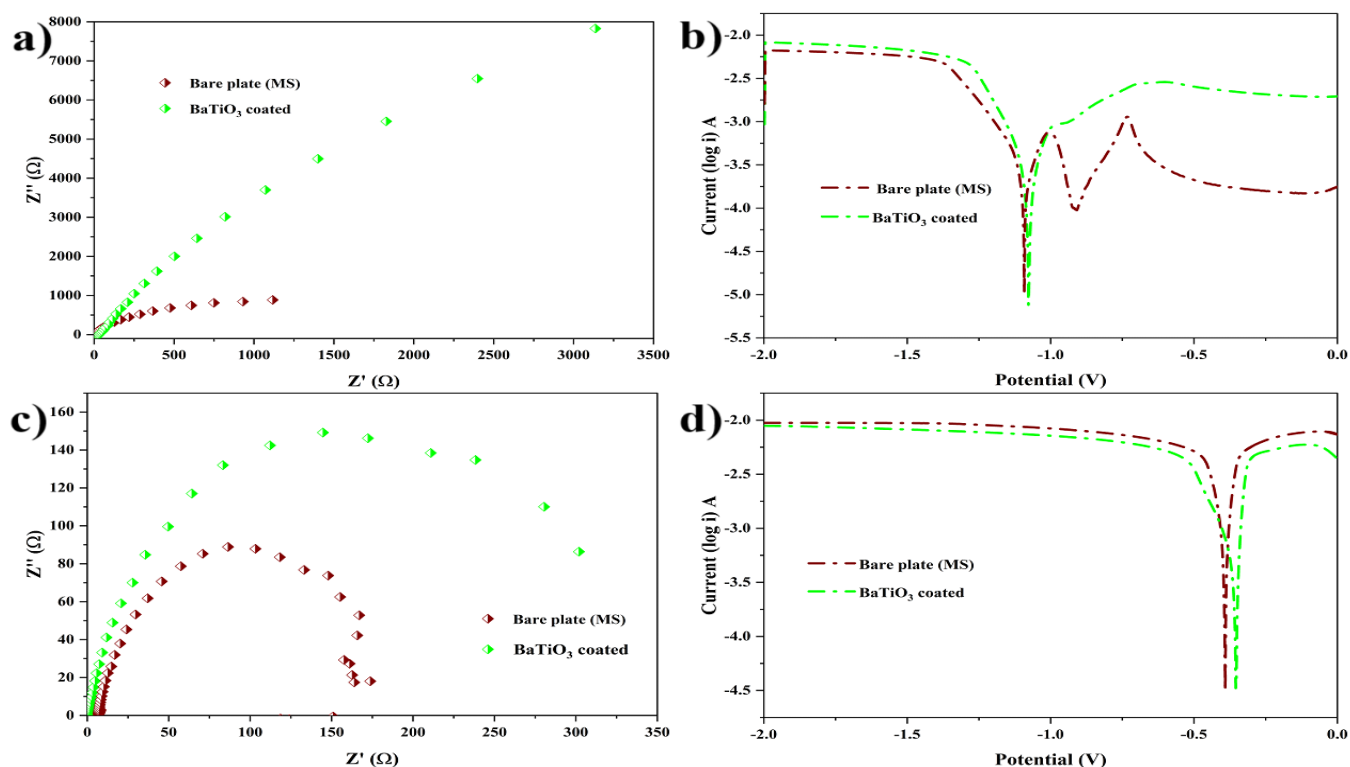 a)
8000
7000
6000
5000
4000
3000
2000
1000
0
Z'' (Ω)
Bare plate (MS)
BaTiO₃ coated
0 500 1000 1500 2000 2500 3000 3500
Z' (Ω)
b)
-2.0
-2.5
-3.0
-3.5
-4.0
-4.5
-5.0
-5.5
Current (log i) A
Bare plate (MS)
BaTiO₃ coated
-2.0 -1.5 -1.0 -0.5 0.0
Potential (V)
c)
160
140
120
100
80
60
40
20
0
Z'' (Ω)
Bare plate (MS)
BaTiO₃ coated
0 50 100 150 200 250 300 350
Z' (Ω)
d)
-2.0
-2.5
-3.0
-3.5
-4.0
-4.5
Current (log i) A
Bare plate (MS)
BaTiO₃ coated
-2.0 -1.5 -1.0 -0.5 0.0
Potential (V)